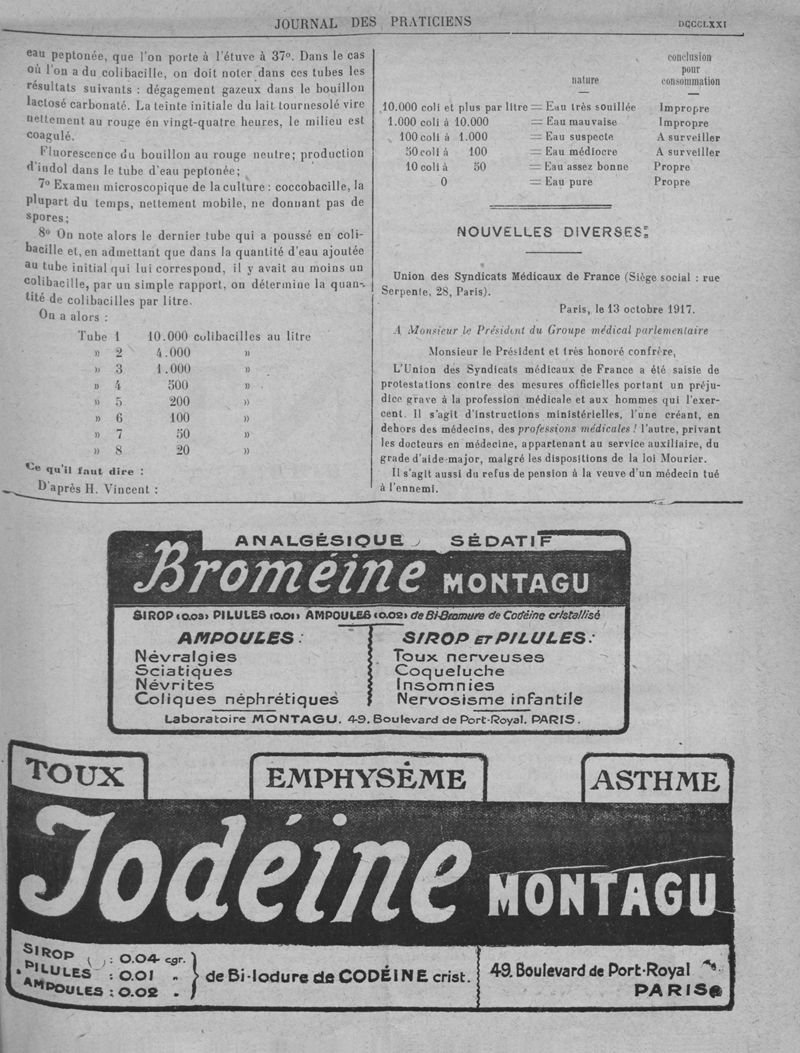 JOURNAL DES PRATICIENS
DCCCLXXI
eau peptonée, que l'on porte à l'étuve à 37º. Dans le cas
où l'on a du colibacille, on doit noter dans ces tubes les
résultats suivants : dégagement gazeux dans le bouillon
lactosé carbonaté. La teinte initiale du lait tournesolé vire
nettement au rouge en vingt-quatre heures, le milieu est
coagulé.
Fluorescence du bouillon au rouge neutre; production
d'indol dans le tube d'eau peptonée;
7º Examen microscopique de la culture : coccobacille, la
plupart du temps, nettement mobile, ne donnant pas de
spores;
8º On note alors le dernier tube qui a poussé en coli-
bacille et, en admettant que dans la quantité d'eau ajoutée
au tube initial qui lui correspond, il y avait au moins un
colibacille, par un simple rapport, on détermine la quan-
tité de colibacilles par litre.
On a alors :
Tube 1 10.000 colibacilles au litre
» 2 4.000 »
» 3 1.000 »
» 4 500 »
» 5 200 »
» 6 100 »
» 7 50 »
» 8 20 »
Ce qu'il faut dire :
D'après H. Vincent :
nature
conclusion
pour
consommation
10.000 coli et plus par litre = Eau très souillée Impropre
1.000 coli à 10.000 = Eau mauvaise Impropre
100 coli à 1.000 = Eau suspecte A surveiller
50 coli à 100 = Eau médiocre A surveiller
10 coli à 50 = Eau assez bonne Propre
0 = Eau pure Propre
NOUVELLES DIVERSES
Union des Syndicats Médicaux de France (Siège social : rue
Serpente, 28, Paris).
Paris, le 13 octobre 1917.
A Monsieur le Président du Groupe médical parlementaire
Monsieur le Président et très honoré confrère,
L'Union des Syndicats médicaux de France a été saisie de
protestations contre des mesures officielles portant un préju-
dice grave à la profession médicale et aux hommes qui l'exer-
cent. Il s'agit d'instructions ministérielles, l'une créant, en
dehors des médecins, des professions médicales ! l'autre, privant
les docteurs en médecine, appartenant au service auxiliaire, du
grade d'aide-major, malgré les dispositions de la loi Mourier.
Il s'agit aussi du refus de pension à la veuve d'un médecin tué
à l'ennemi.
ANALGÉSIQUE SÉDATIF
Broméine MONTAGU
SIROP (0.03) PILULES (0.01) AMPOULES (0.02) de Bi-Bromure de Codéine cristallisé
AMPOULES :
Névralgies
Sciatiques
Névrites
Coliques néphrétiques
SIROP ET PILULES :
Toux nerveuses
Coqueluche
Insomnies
Nervosisme infantile
Laboratoire MONTAGU. 49. Boulevard de Port-Royal. PARIS.
TOUX
EMPHYSÈME
ASTHME
Iodéine MONTAGU
SIROP : 0.04 cgr.
PILULES : 0.01 "
AMPOULES : 0.02 "
de Bi-Iodure de CODÉINE crist.
49. Boulevard de Port-Royal
PARIS